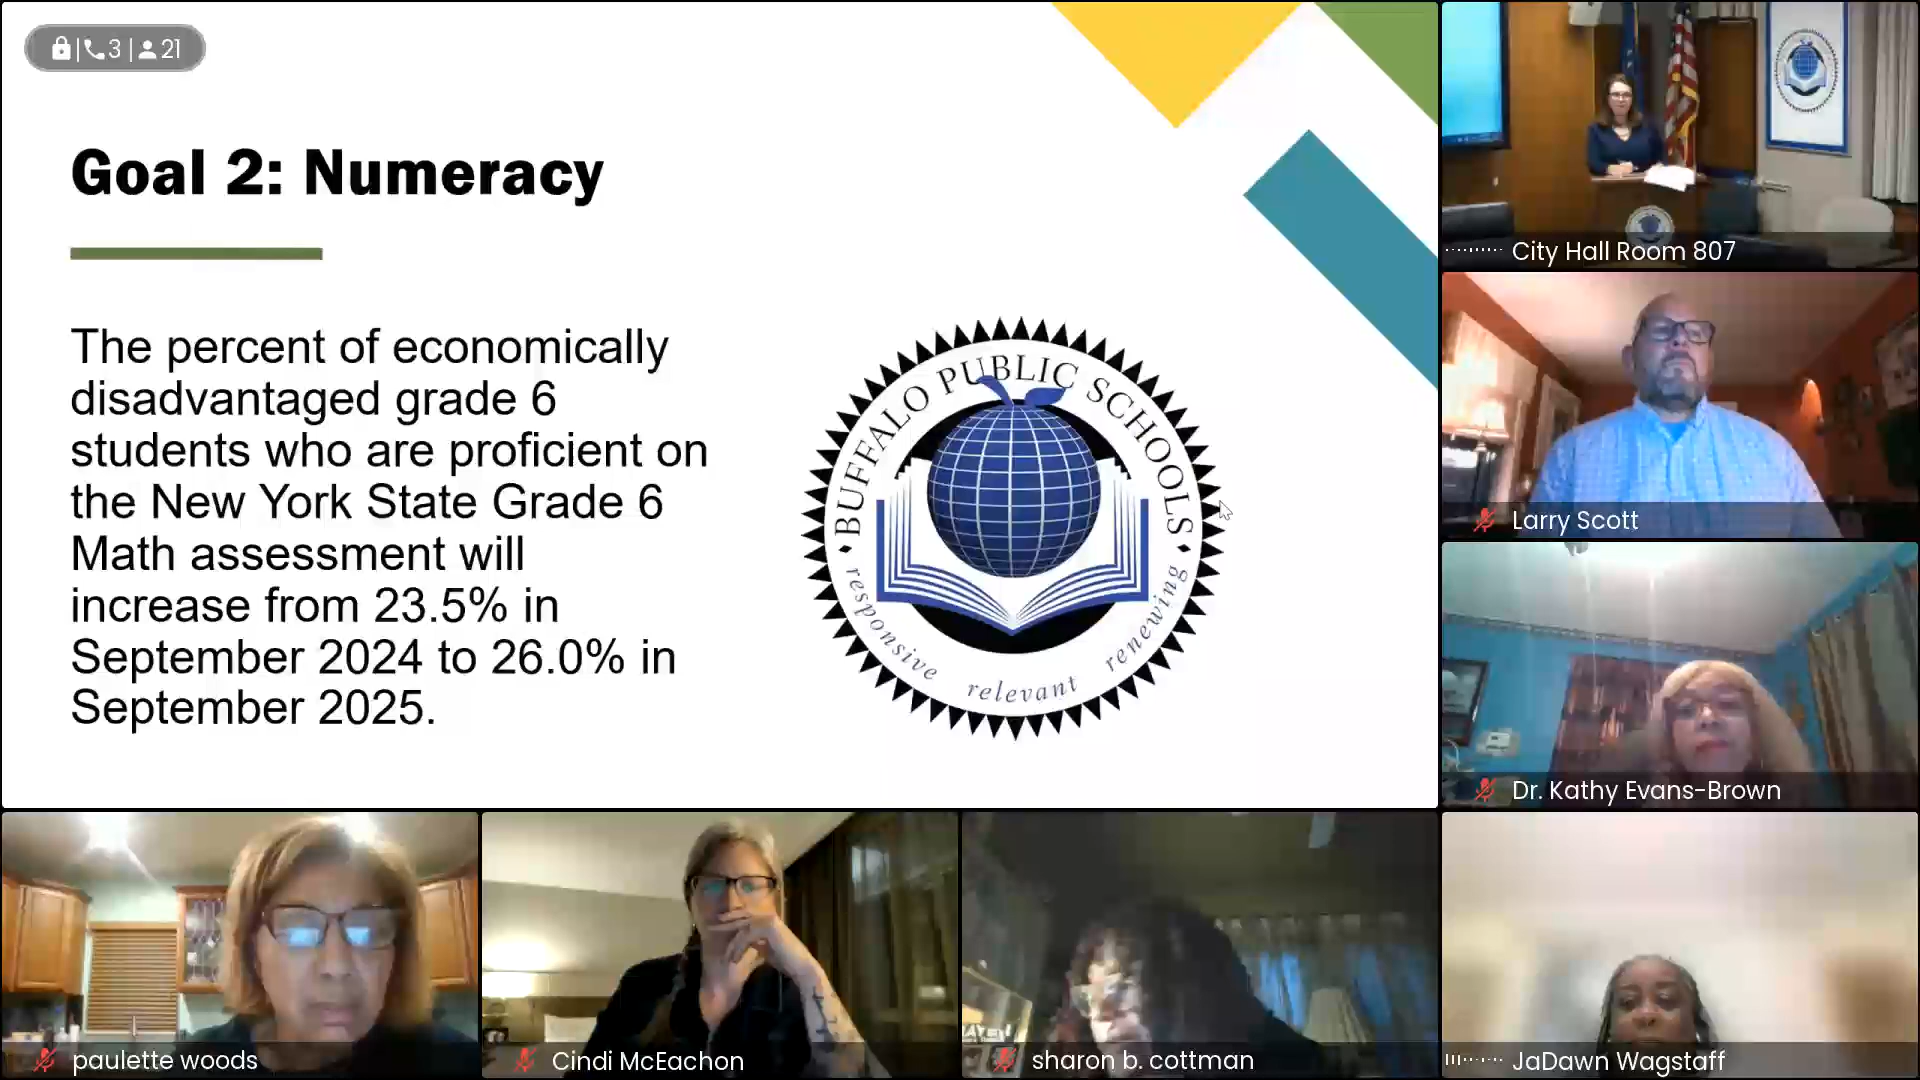 3
21
Goal 2: Numeracy
The percent of economically
disadvantaged grade 6
students who are proficient on
the New York State Grade 6
Math assessment will
increase from 23.5% in
September 2024 to 26.0% in
September 2025.
BUFFALO PUBLIC SCHOOLS
responsive relevant renewing
City Hall Room 807
Larry Scott
Dr. Kathy Evans-Brown
paulette woods
Cindi McEachon
sharon b. cottman
JaDawn Wagstaff